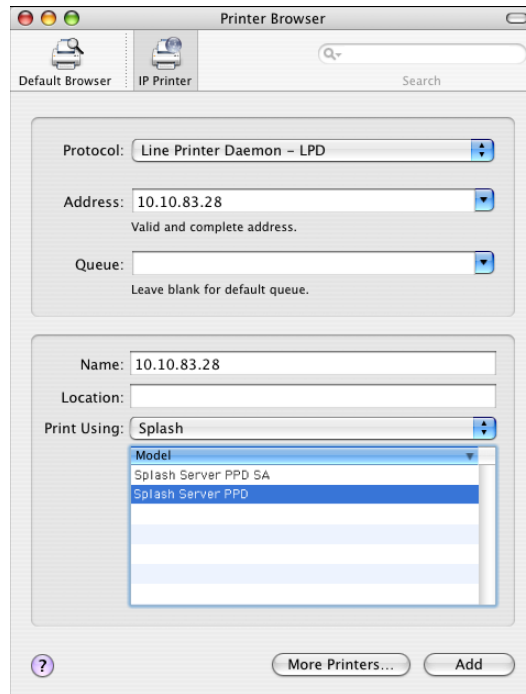 Printer Browser
Default Browser
IP Printer
Search
Protocol: Line Printer Daemon – LPD
Address: 10.10.83.28
Valid and complete address.
Queue:
Leave blank for default queue.
Name: 10.10.83.28
Location:
Print Using: Splash
Model
Splash Server PPD SA
Splash Server PPD
?
More Printers...
Add